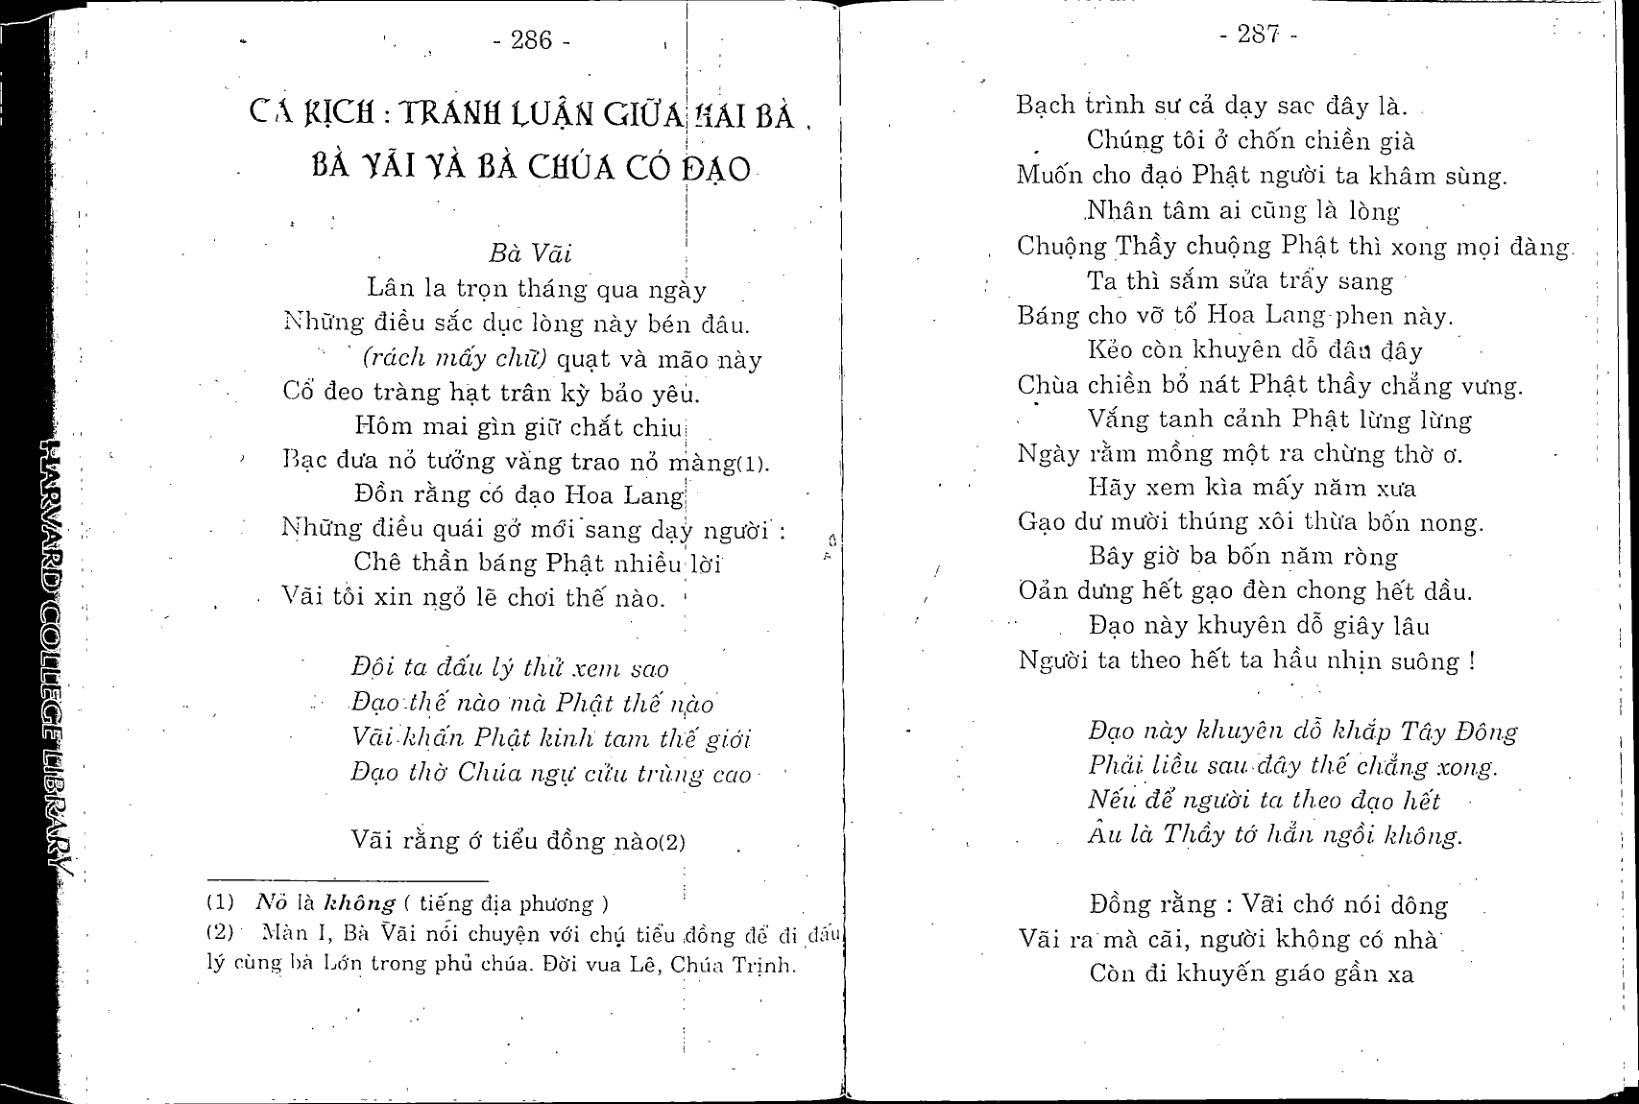 - 286 -
CA KỊCH : TRANH LUẬN GIỮA HAI BÀ
BÀ VÃI VÀ BÀ CHÚA CÓ ĐẠO
Bà Vãi
Lân la trọn tháng qua ngày
Những điều sắc dục lòng này bén đâu.
(rách mấy chữ) quạt và mão này
Cổ đeo tràng hạt trân kỳ bảo yêu.
Hôm mai gìn giữ chắt chiu
Bạc đưa nỏ tưởng vàng trao nỏ màng(1).
Đồn rằng có đạo Hoa Lang
Những điều quái gở mới sang dạy người :
Chê thần báng Phật nhiều lời
Vãi tôi xin ngỏ lẽ chơi thế nào.
Đôi ta đấu lý thử xem sao
Đạo thế nào mà Phật thế nào
Vãi khấn Phật kinh tam thế giới
Đạo thờ Chúa ngự cửu trùng cao
Vãi rằng ớ tiểu đồng nào(2)
(1) Nỏ là không ( tiếng địa phương )
(2) Màn I, Bà Vãi nói chuyện với chú tiểu đồng để đi đấu
lý cùng bà Lớn trong phủ chúa. Đời vua Lê, Chúa Trịnh.
- 287 -
Bạch trình sư cả dạy sao đây là.
Chúng tôi ở chốn chiền già
Muốn cho đạo Phật người ta khâm sùng.
Nhân tâm ai cũng là lòng
Chuộng Thầy chuộng Phật thì xong mọi đàng.
Ta thì sắm sửa trẩy sang
Báng cho vỡ tổ Hoa Lang phen này.
Kẻo còn khuyên dỗ đâu đây
Chùa chiền bỏ nát Phật thầy chẳng vưng.
Vắng tanh cảnh Phật lừng lừng
Ngày rằm mồng một ra chừng thờ ơ.
Hãy xem kìa mấy năm xưa
Gạo dư mười thúng xôi thừa bốn nong.
Bây giờ ba bốn năm ròng
Oản dưng hết gạo đèn chong hết dầu.
Đạo này khuyên dỗ giây lâu
Người ta theo hết ta hầu nhịn suông !
Đạo này khuyên dỗ khắp Tây Đông
Phải liều sau đây thế chẳng xong.
Nếu để người ta theo đạo hết
Âu là Thầy tớ hẳn ngồi không.
Đồng rằng : Vãi chớ nói dông
Vãi ra mà cãi, người không có nhà
Còn đi khuyến giáo gần xa
HARVARD COLLEGE LIBRARY